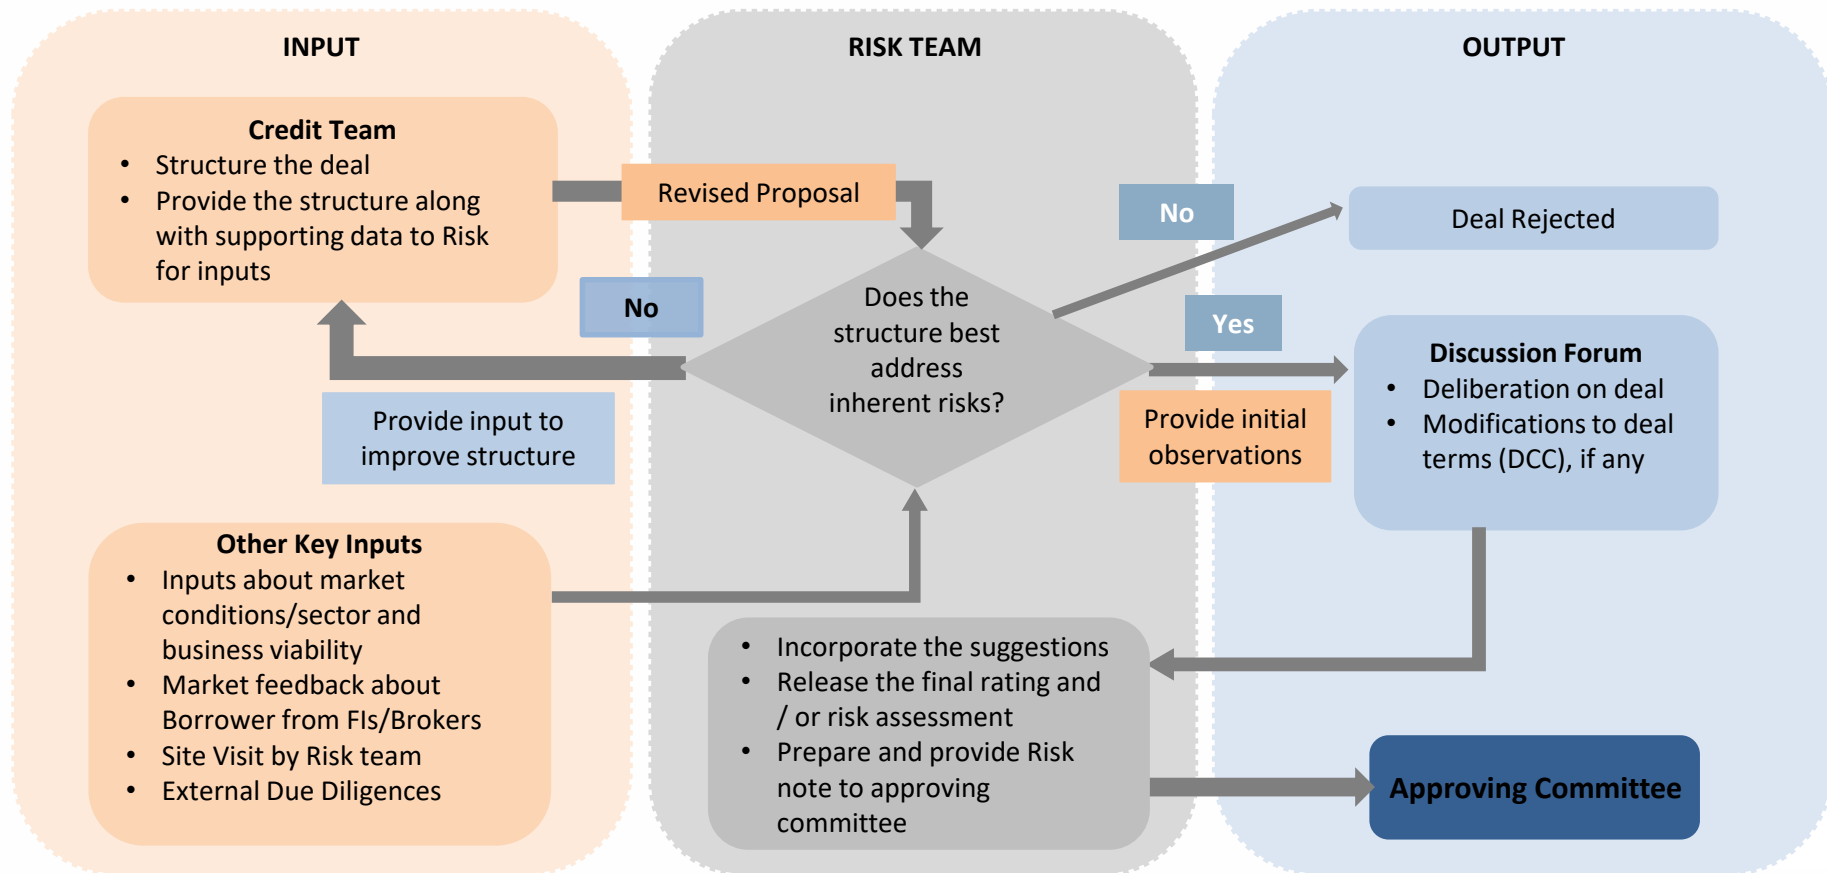 INPUT
Credit Team
• Structure the deal
• Provide the structure along
with supporting data to Risk
for inputs
Provide input to
improve structure
Other Key Inputs
• Inputs about market
conditions/sector and
business viability
• Market feedback about
Borrower from FIs/Brokers
• Site Visit by Risk team
• External Due Diligences
RISK TEAM
Revised Proposal
No
Does the
structure best
address
inherent risks?
No
Yes
Provide initial
observations
• Incorporate the suggestions
• Release the final rating and
/ or risk assessment
• Prepare and provide Risk
note to approving
committee
OUTPUT
Deal Rejected
Discussion Forum
• Deliberation on deal
• Modifications to deal
terms (DCC), if any
Approving Committee